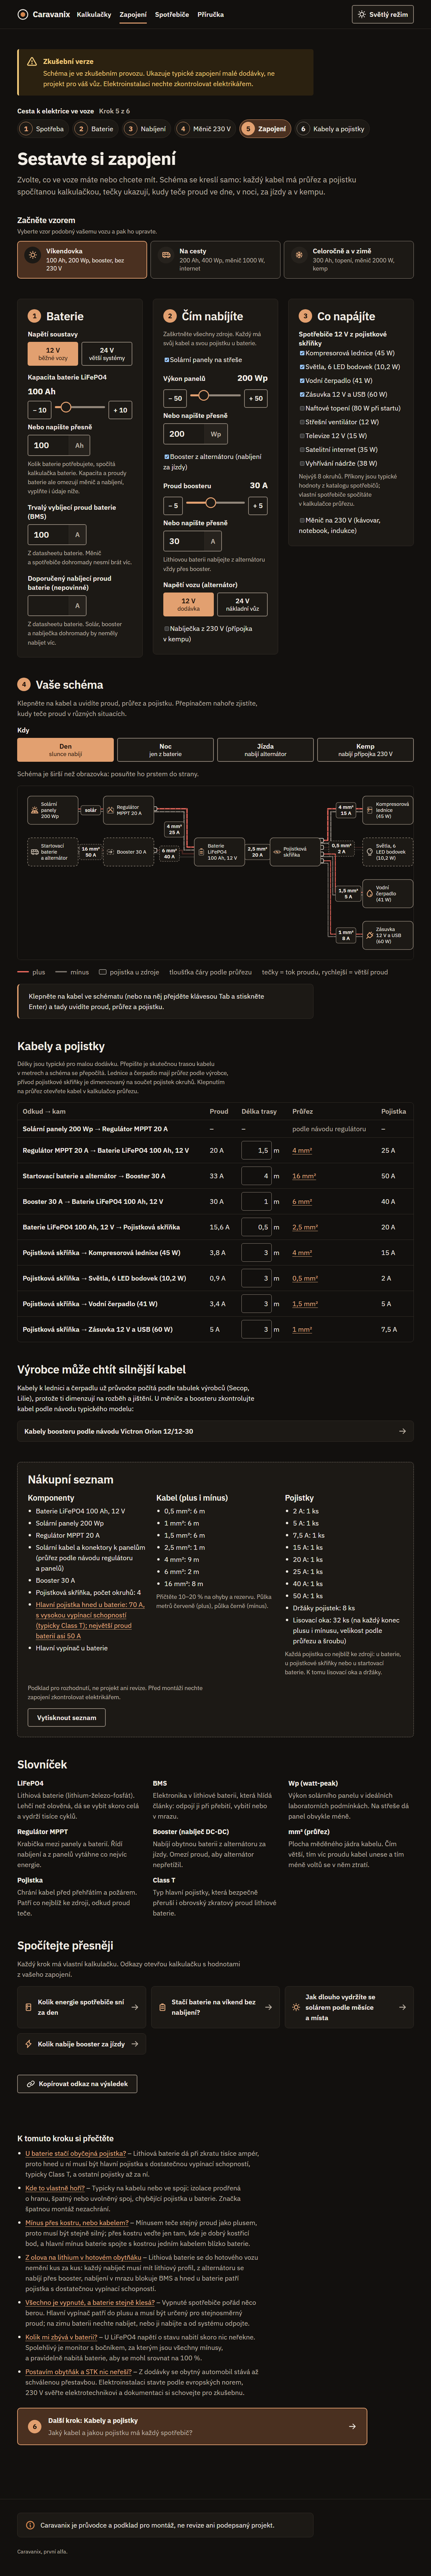 Caravanix
Kalkulačky
Zapojení
Spotřebiče
Příručka
Světlý režim
Zkušební verze
Schéma je ve zkušebním provozu. Ukazuje typické zapojení malé dodávky, ne
projekt pro váš vůz. Elektroinstalaci nechte zkontrolovat elektrikářem.
Cesta k elektrice ve voze Krok 5 z 6
1 Spotřeba
2 Baterie
3 Nabíjení
4 Měnič 230 V
5 Zapojení
6 Kabely a pojistky
Sestavte si zapojení
Zvolte, co ve voze máte nebo chcete mít. Schéma se kreslí samo: každý kabel má průřez a pojistku
spočítanou kalkulačkou, tečky ukazují, kudy teče proud ve dne, v noci, za jízdy a v kempu.
Začněte vzorem
Vyberte vzor podobný vašemu vozu a pak ho upravte.
Víkendovka
100 Ah, 200 Wp, booster, bez
230 V
Na cesty
200 Ah, 400 Wp, měnič 1000 W,
internet
Celoročně a v zimě
300 Ah, topení, měnič 2000 W,
kemp
1 Baterie
Napětí soustavy
12 V
běžné vozy
24 V
větší systémy
Kapacita baterie LiFePO4
100 Ah
− 10
+ 10
Nebo napište přesně
100 Ah
Kolik baterie potřebujete, spočítá
kalkulačka baterie. Kapacita a proudy
baterie ale omezují měnič a nabíjení,
vyplňte i údaje níže.
Trvalý vybíjecí proud baterie
(BMS)
100 A
Z datasheetu baterie. Měnič
a spotřebiče dohromady nesmí brát víc.
Doporučený nabíjecí proud
baterie (nepovinné)
A
Z datasheetu baterie. Solár, booster
a nabíječka dohromady by neměly
nabíjet víc.
2 Čím nabíjíte
Zaškrtněte všechny zdroje. Každý má
svůj kabel a svou pojistku u baterie.
Solární panely na střeše
Výkon panelů 200 Wp
− 50
+ 50
Nebo napište přesně
200 Wp
Booster z alternátoru (nabíjení
za jízdy)
Proud boosteru 30 A
− 5
+ 5
Nebo napište přesně
30 A
Lithiovou baterii nabíjejte z alternátoru
vždy přes booster.
Napětí vozu (alternátor)
12 V
dodávka
24 V
nákladní vůz
Nabíječka z 230 V (přípojka
v kempu)
3 Co napájíte
Spotřebiče 12 V z pojistkové
skříňky
Kompresorová lednice (45 W)
Světla, 6 LED bodovek (10,2 W)
Vodní čerpadlo (41 W)
Zásuvka 12 V a USB (60 W)
Naftové topení (80 W při startu)
Střešní ventilátor (12 W)
Televize 12 V (15 W)
Satelitní internet (35 W)
Vyhřívání nádrže (38 W)
Nejvýš 8 okruhů. Příkony jsou typické
hodnoty z katalogu spotřebičů;
vlastní spotřebiče spočítáte
v kalkulačce průřezu.
Měnič na 230 V (kávovar,
notebook, indukce)
4 Vaše schéma
Klepněte na kabel a uvidíte proud, průřez a pojistku. Přepínačem nahoře zjistíte,
kudy teče proud v různých situacích.
Kdy
Den
slunce nabíjí
Noc
jen z baterie
Jízda
nabíjí alternátor
Kemp
nabíjí přípojka 230 V
Schéma je širší než obrazovka: posuňte ho prstem do strany.
Solární
panely
200 Wp
solár
Regulátor
MPPT 20 A
4 mm²
25 A
Startovací
baterie
a alternátor
16 mm²
50 A
Booster 30 A
6 mm²
40 A
Baterie
LiFePO4
100 Ah, 12 V
2,5 mm²
20 A
Pojistková
skříňka
4 mm²
15 A
Kompresorová
lednice
(45 W)
0,5 mm²
2 A
Světla, 6
LED bodovek
(10,2 W)
1,5 mm²
5 A
Vodní
čerpadlo
(41 W)
1 mm²
8 A
Zásuvka
12 V a USB
(60 W)
plus
mínus
pojistka u zdroje
tloušťka čáry podle průřezu
tečky = tok proudu, rychlejší = větší proud
Klepněte na kabel ve schématu (nebo na něj přejděte klávesou Tab a stiskněte
Enter) a tady uvidíte proud, průřez a pojistku.
Kabely a pojistky
Délky jsou typické pro malou dodávku. Přepište je skutečnou trasou kabelu
v metrech a schéma se přepočítá. Lednice a čerpadlo mají průřez podle výrobce,
přívod pojistkové skříňky je dimenzovaný na součet pojistek okruhů. Klepnutím
na průřez otevřete kabel v kalkulačce průřezu.
Odkud → kam Proud Délka trasy Průřez Pojistka
Solární panely 200 Wp → Regulátor MPPT 20 A – – podle návodu regulátoru –
Regulátor MPPT 20 A → Baterie LiFePO4 100 Ah, 12 V 20 A 1,5 m 4 mm² 25 A
Startovací baterie a alternátor → Booster 30 A 33 A 4 m 16 mm² 50 A
Booster 30 A → Baterie LiFePO4 100 Ah, 12 V 30 A 1 m 6 mm² 40 A
Baterie LiFePO4 100 Ah, 12 V → Pojistková skříňka 15,6 A 0,5 m 2,5 mm² 20 A
Pojistková skříňka → Kompresorová lednice (45 W) 3,8 A 3 m 4 mm² 15 A
Pojistková skříňka → Světla, 6 LED bodovek (10,2 W) 0,9 A 3 m 0,5 mm² 2 A
Pojistková skříňka → Vodní čerpadlo (41 W) 3,4 A 3 m 1,5 mm² 5 A
Pojistková skříňka → Zásuvka 12 V a USB (60 W) 5 A 3 m 1 mm² 7,5 A
Výrobce může chtít silnější kabel
Kabely k lednici a čerpadlu už průvodce počítá podle tabulek výrobců (Secop,
Lilie), protože ti dimenzují na rozběh a jištění. U měniče a boosteru zkontrolujte
kabel podle návodu typického modelu:
Kabely boosteru podle návodu Victron Orion 12/12-30
Nákupní seznam
Komponenty
Baterie LiFePO4 100 Ah, 12 V
Solární panely 200 Wp
Regulátor MPPT 20 A
Solární kabel a konektory k panelům
(průřez podle návodu regulátoru
a panelů)
Booster 30 A
Pojistková skříňka, počet okruhů: 4
Hlavní pojistka hned u baterie: 70 A,
s vysokou vypínací schopností
(typicky Class T); největší proud
baterií asi 50 A
Hlavní vypínač u baterie
Kabel (plus i mínus)
0,5 mm²: 6 m
1 mm²: 6 m
1,5 mm²: 6 m
2,5 mm²: 1 m
4 mm²: 9 m
6 mm²: 2 m
16 mm²: 8 m
Přičtěte 10–20 % na ohyby a rezervu. Půlka
metrů červeně (plus), půlka černě (mínus).
Pojistky
2 A: 1 ks
5 A: 1 ks
7,5 A: 1 ks
15 A: 1 ks
20 A: 1 ks
25 A: 1 ks
40 A: 1 ks
50 A: 1 ks
Držáky pojistek: 8 ks
Lisovací oka: 32 ks (na každý konec
plusu i mínusu, velikost podle
průřezu a šroubu)
Každá pojistka co nejblíž ke zdroji: u baterie,
u pojistkové skříňky nebo u startovací
baterie. K tomu lisovací oka a držáky.
Podklad pro rozhodnutí, ne projekt ani revize. Před montáží nechte
zapojení zkontrolovat elektrikářem.
Vytisknout seznam
Slovníček
LiFePO4
Lithiová baterie (lithium-železo-fosfát).
Lehčí než olověná, dá se vybít skoro celá
a vydrží tisíce cyklů.
BMS
Elektronika v lithiové baterii, která hlídá
články: odpojí ji při přebití, vybití nebo
v mrazu.
Wp (watt-peak)
Výkon solárního panelu v ideálních
laboratorních podmínkách. Na střeše dá
panel obvykle méně.
Regulátor MPPT
Krabička mezi panely a baterií. Řídí
nabíjení a z panelů vytáhne co nejvíc
energie.
Booster (nabíječ DC-DC)
Nabíjí obytnou baterii z alternátoru za
jízdy. Omezí proud, aby alternátor
nepřetížil.
mm² (průřez)
Plocha měděného jádra kabelu. Čím
větší, tím víc proudu kabel unese a tím
méně voltů se v něm ztratí.
Pojistka
Chrání kabel před přehřátím a požárem.
Patří co nejblíž ke zdroji, odkud proud
teče.
Class T
Typ hlavní pojistky, která bezpečně
přeruší i obrovský zkratový proud lithiové
baterie.
Spočítejte přesněji
Každý krok má vlastní kalkulačku. Odkazy otevřou kalkulačku s hodnotami
z vašeho zapojení.
Kolik energie spotřebiče sní
za den
Stačí baterie na víkend bez
nabíjení?
Jak dlouho vydržíte se
solárem podle měsíce
a místa
Kolik nabije booster za jízdy
Kopírovat odkaz na výsledek
K tomuto kroku si přečtěte
U baterie stačí obyčejná pojistka? – Lithiová baterie dá při zkratu tisíce ampér,
proto hned u ní musí být hlavní pojistka s dostatečnou vypínací schopností,
typicky Class T, a ostatní pojistky až za ní.
Kde to vlastně hoří? – Typicky na kabelu nebo ve spoji: izolace prodřená
o hranu, špatný nebo uvolněný spoj, chybějící pojistka u baterie. Značka
špatnou montáž nezachrání.
Mínus přes kostru, nebo kabelem? – Mínusem teče stejný proud jako plusem,
proto musí být stejně silný; přes kostru veďte jen tam, kde je dobrý kostřicí
bod, a hlavní mínus baterie spojte s kostrou jedním kabelem blízko baterie.
Z olova na lithium v hotovém obytňáku – Lithiová baterie se do hotového vozu
nemění kus za kus: každý nabíječ musí mít lithiový profil, z alternátoru se
nabíjí přes booster, nabíjení v mrazu blokuje BMS a hned u baterie patří
pojistka s dostatečnou vypínací schopností.
Všechno je vypnuté, a baterie stejně klesá? – Vypnuté spotřebiče pořád něco
berou. Hlavní vypínač patří do plusu a musí být určený pro stejnosměrný
proud; na zimu baterii nechte nabít, nebo ji nabijte a od systému odpojte.
Kolik mi zbývá v baterii? – U LiFePO4 napětí o stavu nabití skoro nic neřekne.
Spolehlivý je monitor s bočníkem, za kterým jsou všechny mínusy,
a pravidelně nabitá baterie, aby se mohl srovnat na 100 %.
Postavím obytňák a STK nic neřeší? – Z dodávky se obytný automobil stává až
schválenou přestavbou. Elektroinstalaci stavte podle evropských norem,
230 V svěřte elektrotechnikovi a dokumentaci si schovejte pro zkušebnu.
6 Další krok: Kabely a pojistky
Jaký kabel a jakou pojistku má každý spotřebič?
Caravanix je průvodce a podklad pro montáž, ne revize ani podepsaný projekt.
Caravanix, první alfa.